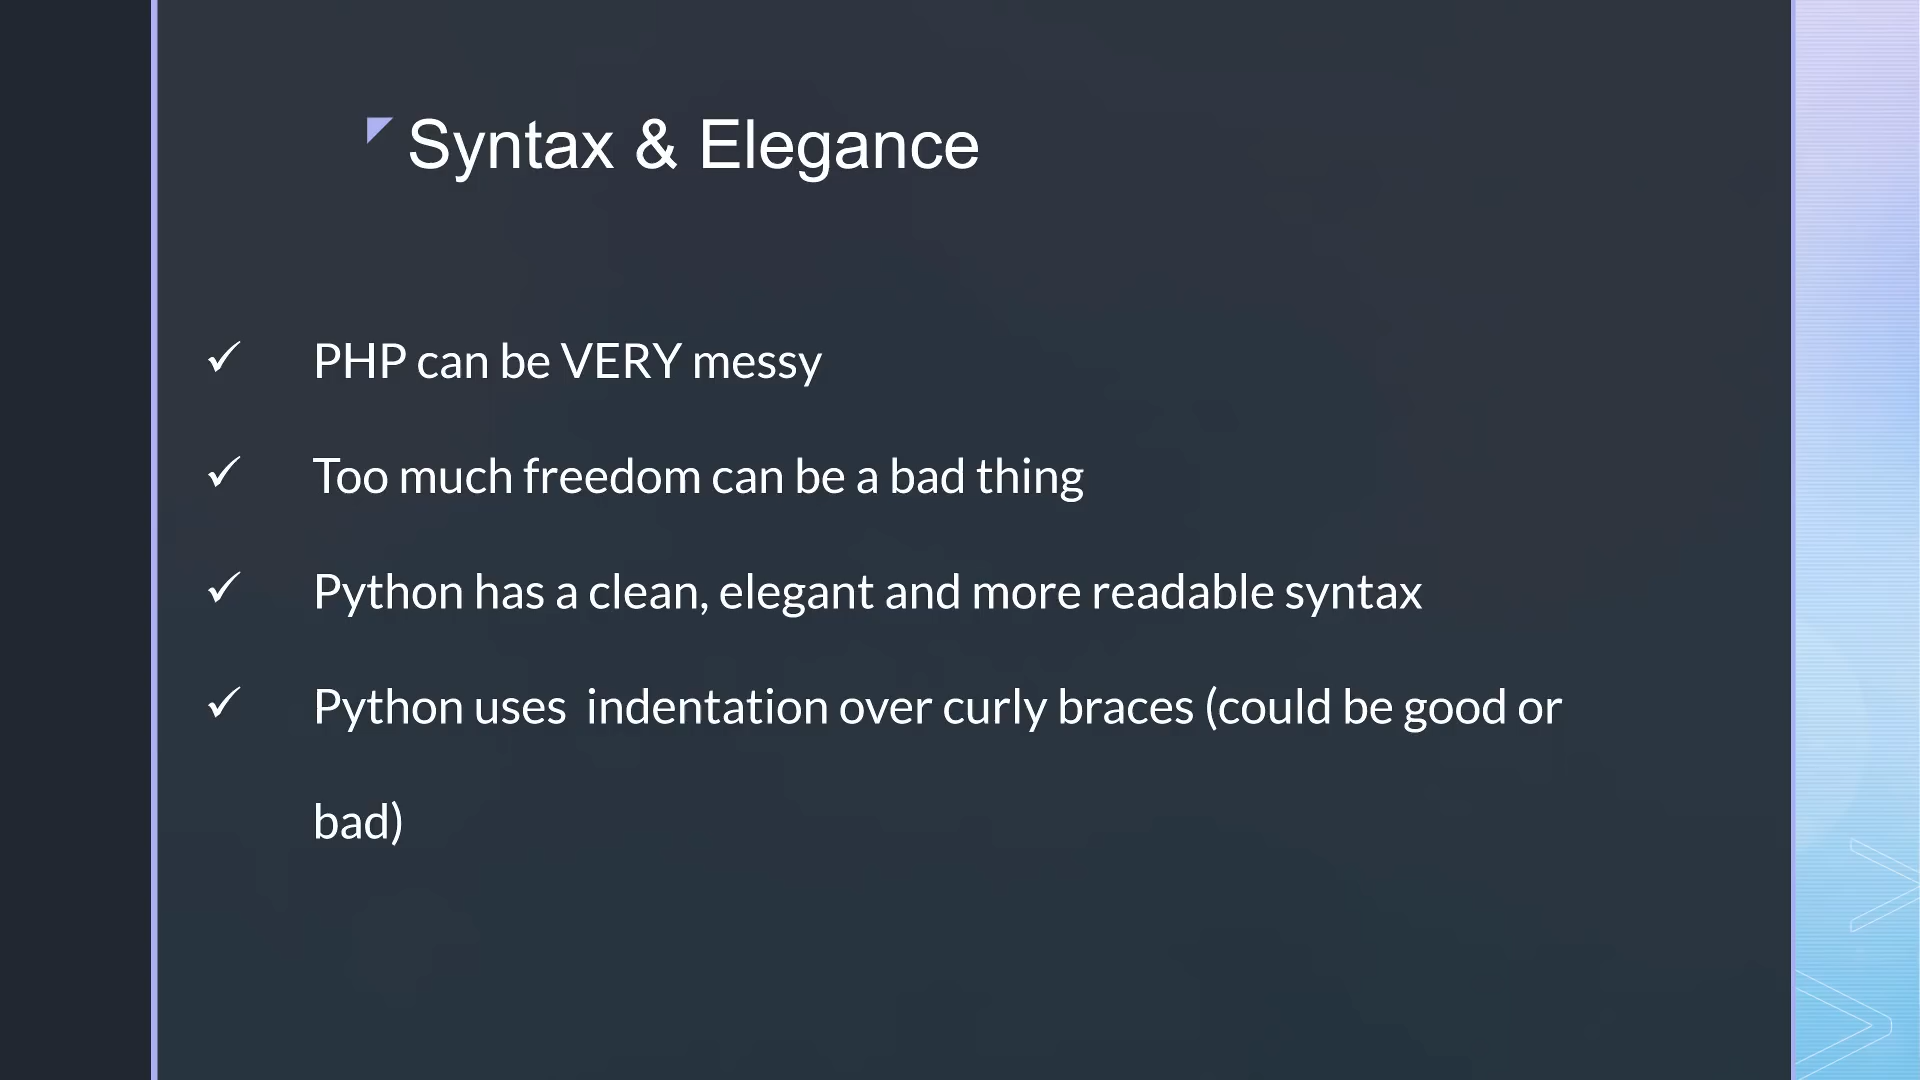 Syntax & Elegance
✓ PHP can be VERY messy
✓ Too much freedom can be a bad thing
✓ Python has a clean, elegant and more readable syntax
✓ Python uses  indentation over curly braces (could be good or
bad)